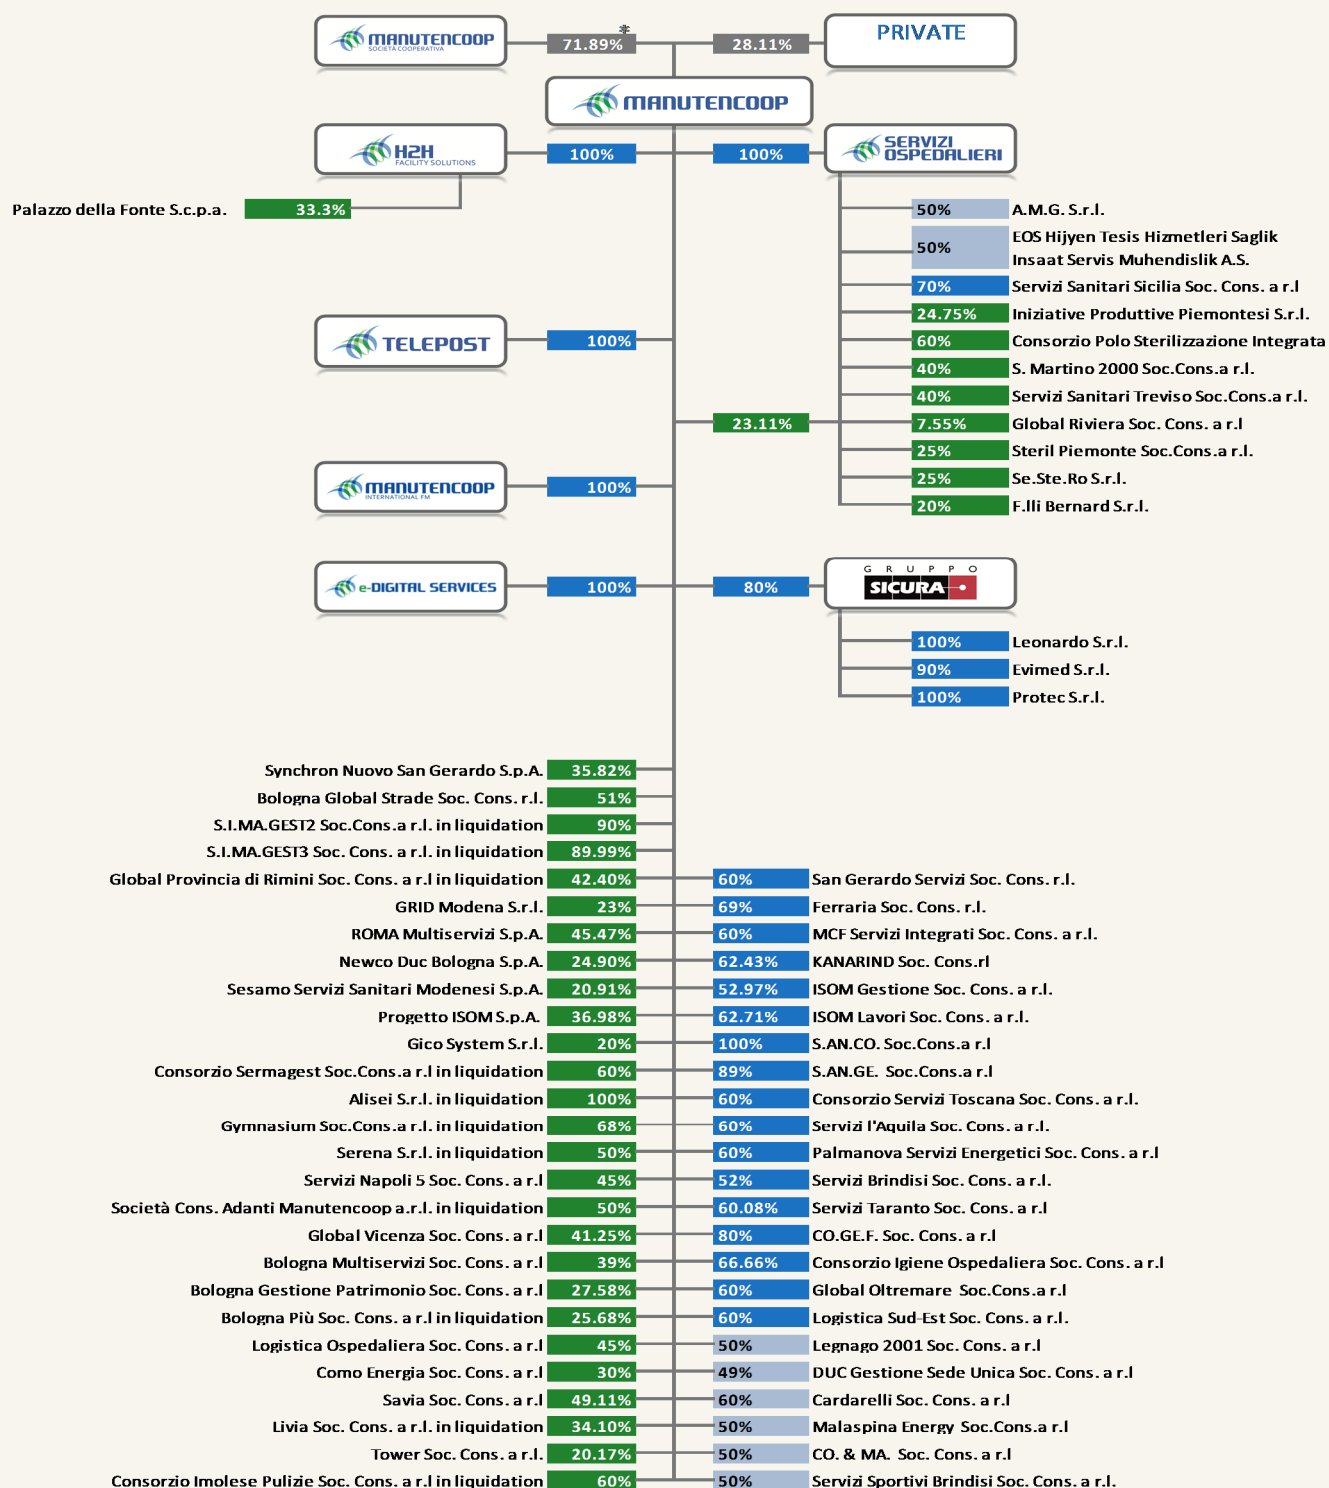 MANUTENCOOP
SOCIETÀ COOPERATIVA
71.89%
*
28.11%
PRIVATE
MANUTENCOOP
H2H
FACILITY SOLUTIONS
100%
100%
SERVIZI
OSPEDALIERI
Palazzo della Fonte S.c.p.a. 33.3%
50% A.M.G. S.r.l.
50% EOS Hijyen Tesis Hizmetleri Saglik
Insaat Servis Muhendislik A.S.
70% Servizi Sanitari Sicilia Soc. Cons. a r.l
24.75% Iniziative Produttive Piemontesi S.r.l.
60% Consorzio Polo Sterilizzazione Integrata
40% S. Martino 2000 Soc.Cons.a r.l.
40% Servizi Sanitari Treviso Soc.Cons.a r.l.
23.11%
7.55% Global Riviera Soc. Cons. a r.l
25% Steril Piemonte Soc.Cons.a r.l.
25% Se.Ste.Ro S.r.l.
20% F.lli Bernard S.r.l.
TELEPOST
100%
MANUTENCOOP
INTERNATIONAL FM
100%
e-DIGITAL SERVICES
100%
80%
GRUPPO
SICURA
100% Leonardo S.r.l.
90% Evimed S.r.l.
100% Protec S.r.l.
Synchron Nuovo San Gerardo S.p.A. 35.82%
Bologna Global Strade Soc. Cons. r.l. 51%
S.I.MA.GEST2 Soc.Cons.a r.l. in liquidation 90%
S.I.MA.GEST3 Soc. Cons. a r.l. in liquidation 89.99%
Global Provincia di Rimini Soc. Cons. a r.l in liquidation 42.40% 60% San Gerardo Servizi Soc. Cons. r.l.
GRID Modena S.r.l. 23% 69% Ferraria Soc. Cons. r.l.
ROMA Multiservizi S.p.A. 45.47% 60% MCF Servizi Integrati Soc. Cons. a r.l.
Newco Duc Bologna S.p.A. 24.90% 62.43% KANARIND Soc. Cons.rl
Sesamo Servizi Sanitari Modenesi S.p.A. 20.91% 52.97% ISOM Gestione Soc. Cons. a r.l.
Progetto ISOM S.p.A. 36.98% 62.71% ISOM Lavori Soc. Cons. a r.l.
Gico System S.r.l. 20% 100% S.AN.CO. Soc.Cons.a r.l
Consorzio Sermagest Soc.Cons.a r.l in liquidation 60% 89% S.AN.GE. Soc.Cons.a r.l
Alisei S.r.l. in liquidation 100% 60% Consorzio Servizi Toscana Soc. Cons. a r.l.
Gymnasium Soc.Cons.a r.l. in liquidation 68% 60% Servizi l'Aquila Soc. Cons. a r.l.
Serena S.r.l. in liquidation 50% 60% Palmanova Servizi Energetici Soc. Cons. a r.l
Servizi Napoli 5 Soc. Cons. a r.l 45% 52% Servizi Brindisi Soc. Cons. a r.l.
Società Cons. Adanti Manutencoop a.r.l. in liquidation 50% 60.08% Servizi Taranto Soc. Cons. a r.l
Global Vicenza Soc. Cons. a r.l 41.25% 80% CO.GE.F. Soc. Cons. a r.l
Bologna Multiservizi Soc. Cons. a r.l 39% 66.66% Consorzio Igiene Ospedaliera Soc. Cons. a r.l
Bologna Gestione Patrimonio Soc. Cons. a r.l 27.58% 60% Global Oltremare Soc.Cons.a r.l
Bologna Più Soc. Cons. a r.l in liquidation 25.68% 60% Logistica Sud-Est Soc. Cons. a r.l.
Logistica Ospedaliera Soc. Cons. a r.l 45% 50% Legnago 2001 Soc. Cons. a r.l
Como Energia Soc. Cons. a r.l 30% 49% DUC Gestione Sede Unica Soc. Cons. a r.l
Savia Soc. Cons. a r.l 49.11% 60% Cardarelli Soc. Cons. a r.l
Livia Soc. Cons. a r.l. in liquidation 34.10% 50% Malaspina Energy Soc.Cons.a r.l
Tower Soc. Cons. a r.l. 20.17% 50% CO. & MA. Soc. Cons. a r.l
Consorzio Imolese Pulizie Soc. Cons. a r.l in liquidation 60% 50% Servizi Sportivi Brindisi Soc. Cons. a r.l.